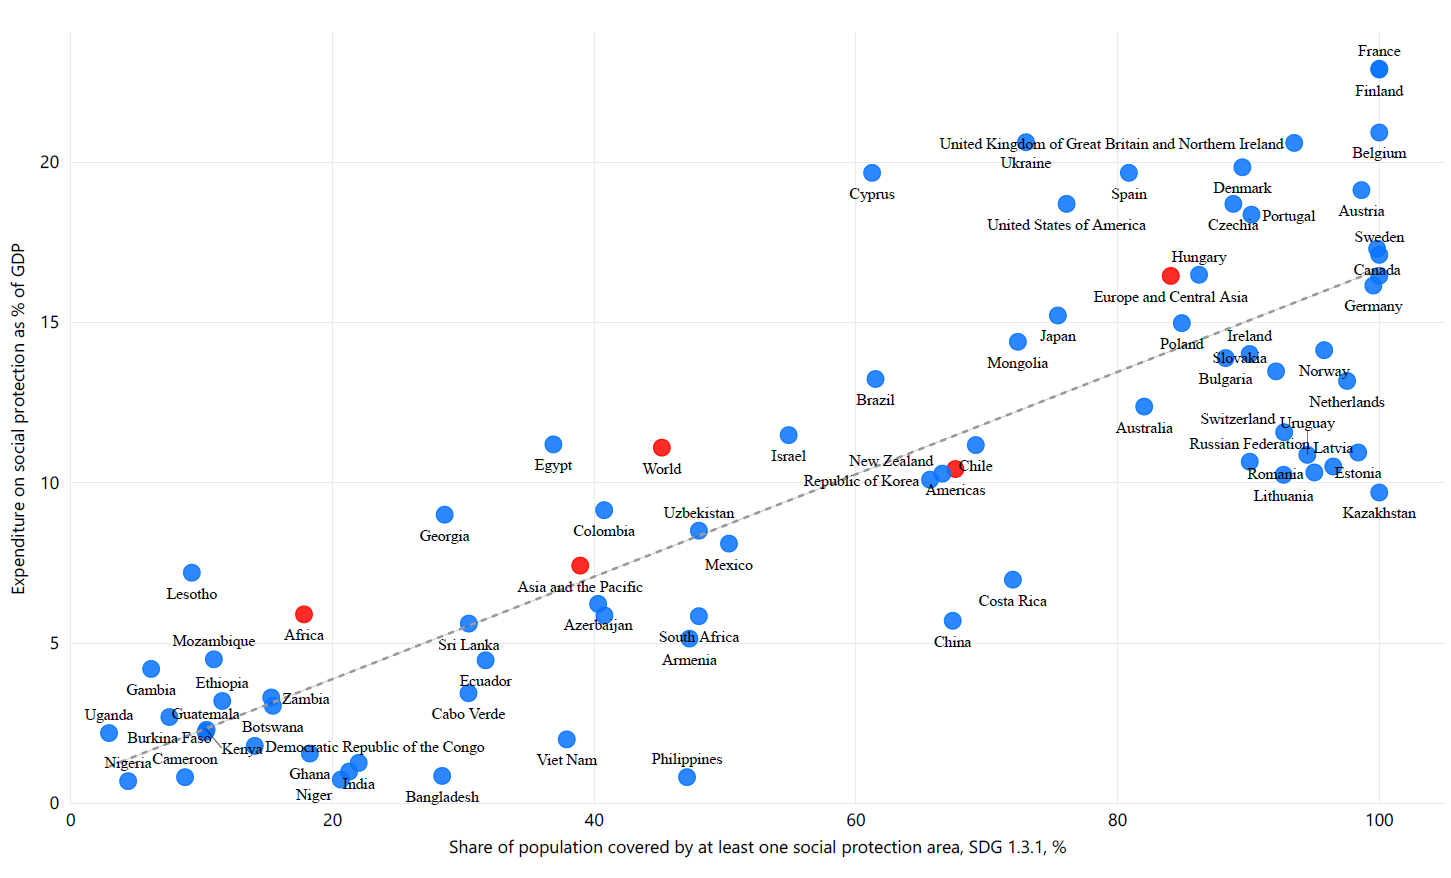 France
Finland
20
United Kingdom of Great Britain and Northern Ireland
Ukraine
Belgium
Cyprus
Spain
Denmark
Austria
United States of America
Czechia
Portugal
Sweden
Hungary
Canada
Europe and Central Asia
Germany
15
Japan
Poland
Ireland
Mongolia
Slovakia
Bulgaria
Norway
Brazil
Netherlands
Australia
Switzerland
Uruguay
Egypt
World
Israel
New Zealand
Chile
Russian Federation
Latvia
10
Republic of Korea
Americas
Romania
Estonia
Lithuania
Kazakhstan
Georgia
Colombia
Uzbekistan
Mexico
Lesotho
Asia and the Pacific
Costa Rica
Africa
Azerbaijan
5
Mozambique
Sri Lanka
South Africa
Armenia
China
Gambia
Ethiopia
Zambia
Ecuador
Uganda
Guatemala
Botswana
Cabo Verde
Burkina Faso
Kenya
Democratic Republic of the Congo
Nigeria
Cameroon
Ghana
India
Niger
Bangladesh
Viet Nam
Philippines
0
0
20
40
60
80
100
Expenditure on social protection as % of GDP
Share of population covered by at least one social protection area, SDG 1.3.1, %